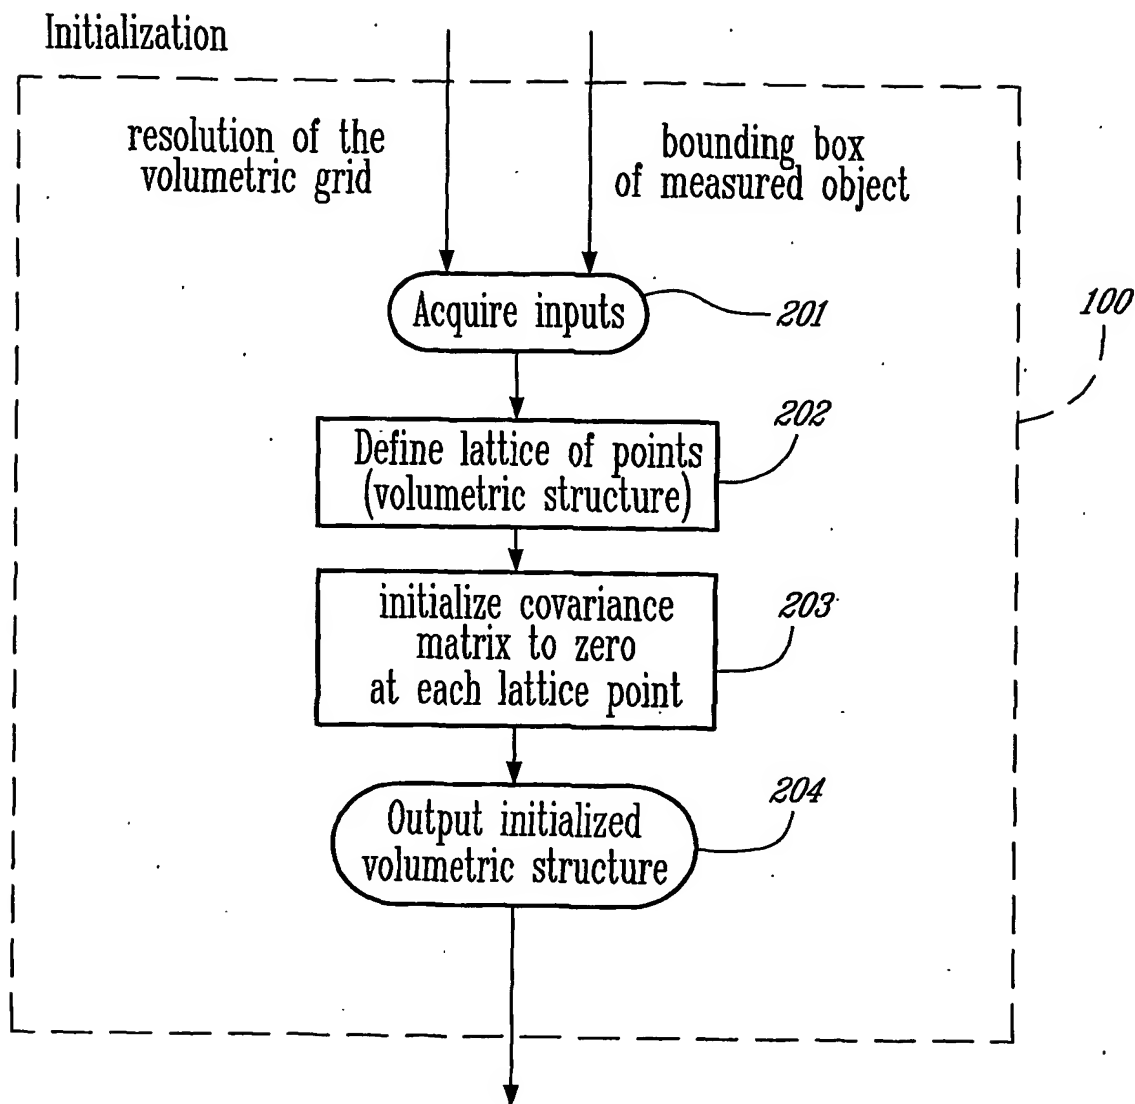 Initialization
resolution of the
volumetric grid
bounding box
of measured object
Acquire inputs
201
100
202
Define lattice of points
(volumetric structure)
203
initialize covariance
matrix to zero
at each lattice point
204
Output initialized
volumetric structure